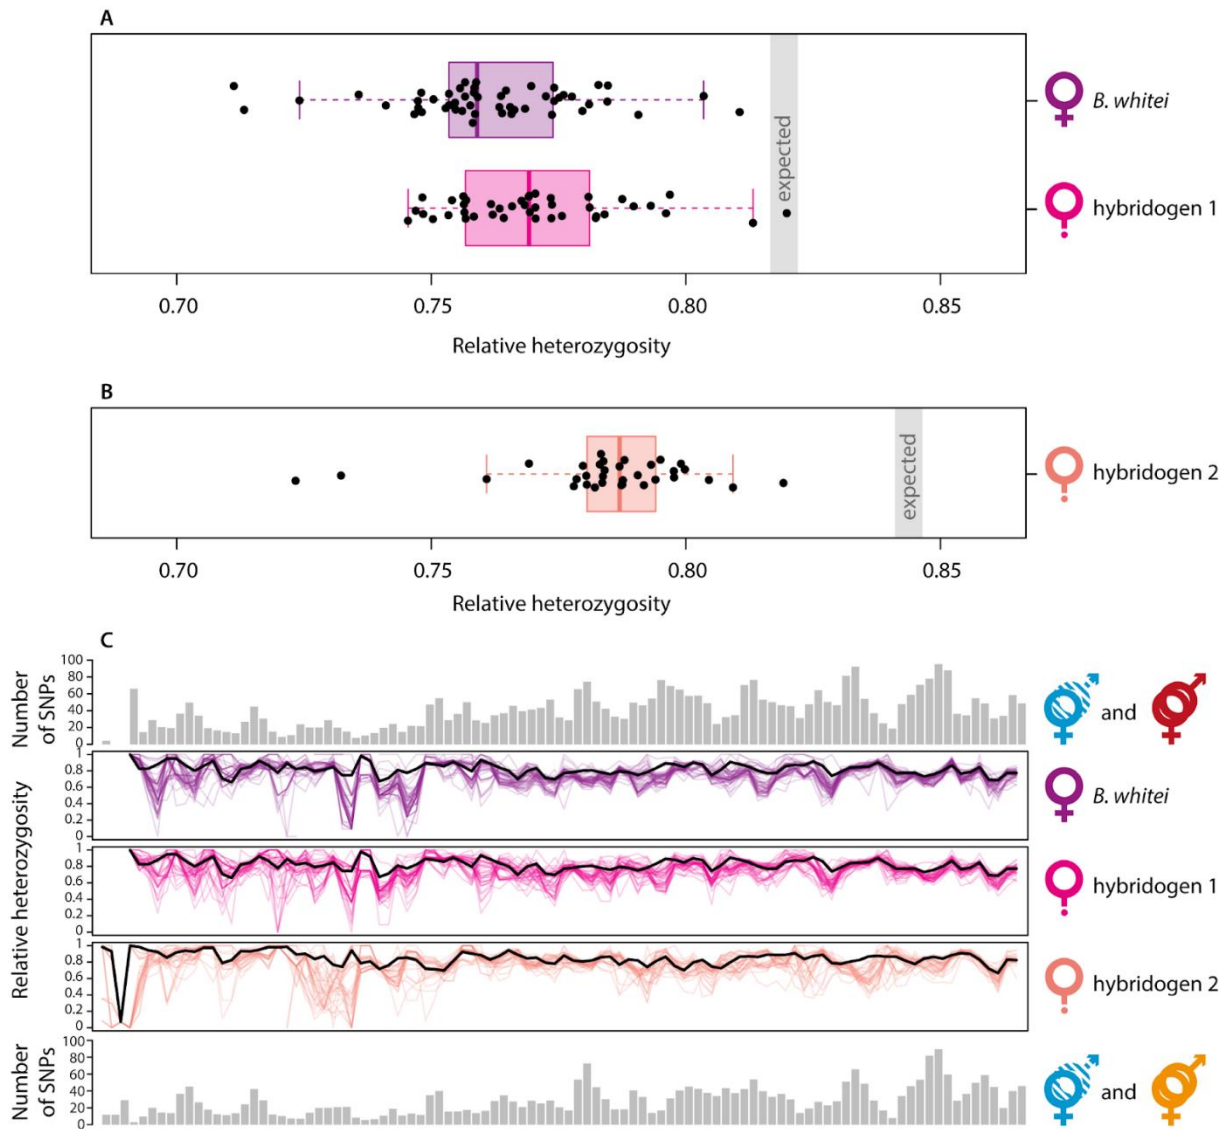 A
expected
B. whitei
hybridogen 1
0.70 0.75 0.80 0.85
Relative heterozygosity
B
expected
hybridogen 2
0.70 0.75 0.80 0.85
Relative heterozygosity
C
Number
of SNPs
100
80
60
40
20
0
and
Relative heterozygosity
1
0.8
0.6
0.4
0.2
0
B. whitei
1
0.8
0.6
0.4
0.2
0
hybridogen 1
1
0.8
0.6
0.4
0.2
0
hybridogen 2
Number
of SNPs
100
80
60
40
20
0
and